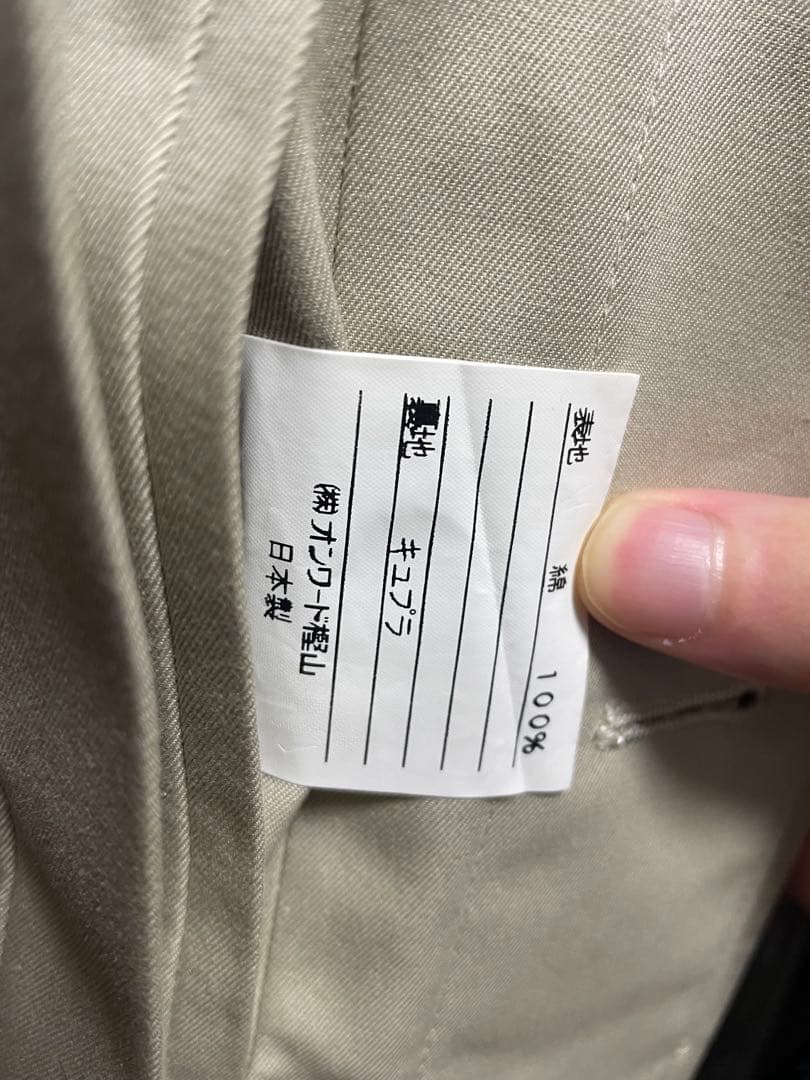 表地
綿
100%
裏地
キュプラ
㈱オンワード樫山
日本製